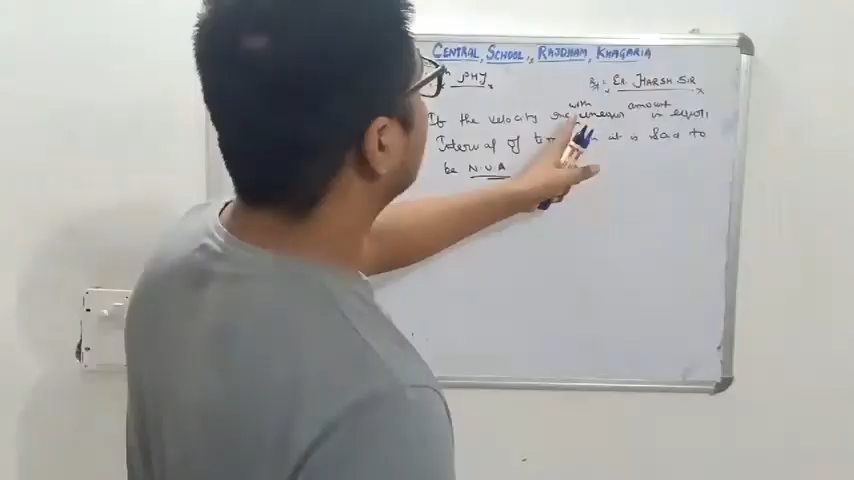 CENTRAL SCHOOL, RAJDHAM, KHAGARIA
PHY
By:- Er. HARSH SIR
with amount
If the velocity unequal in equal
Interval of it is Said to
be N.U.A